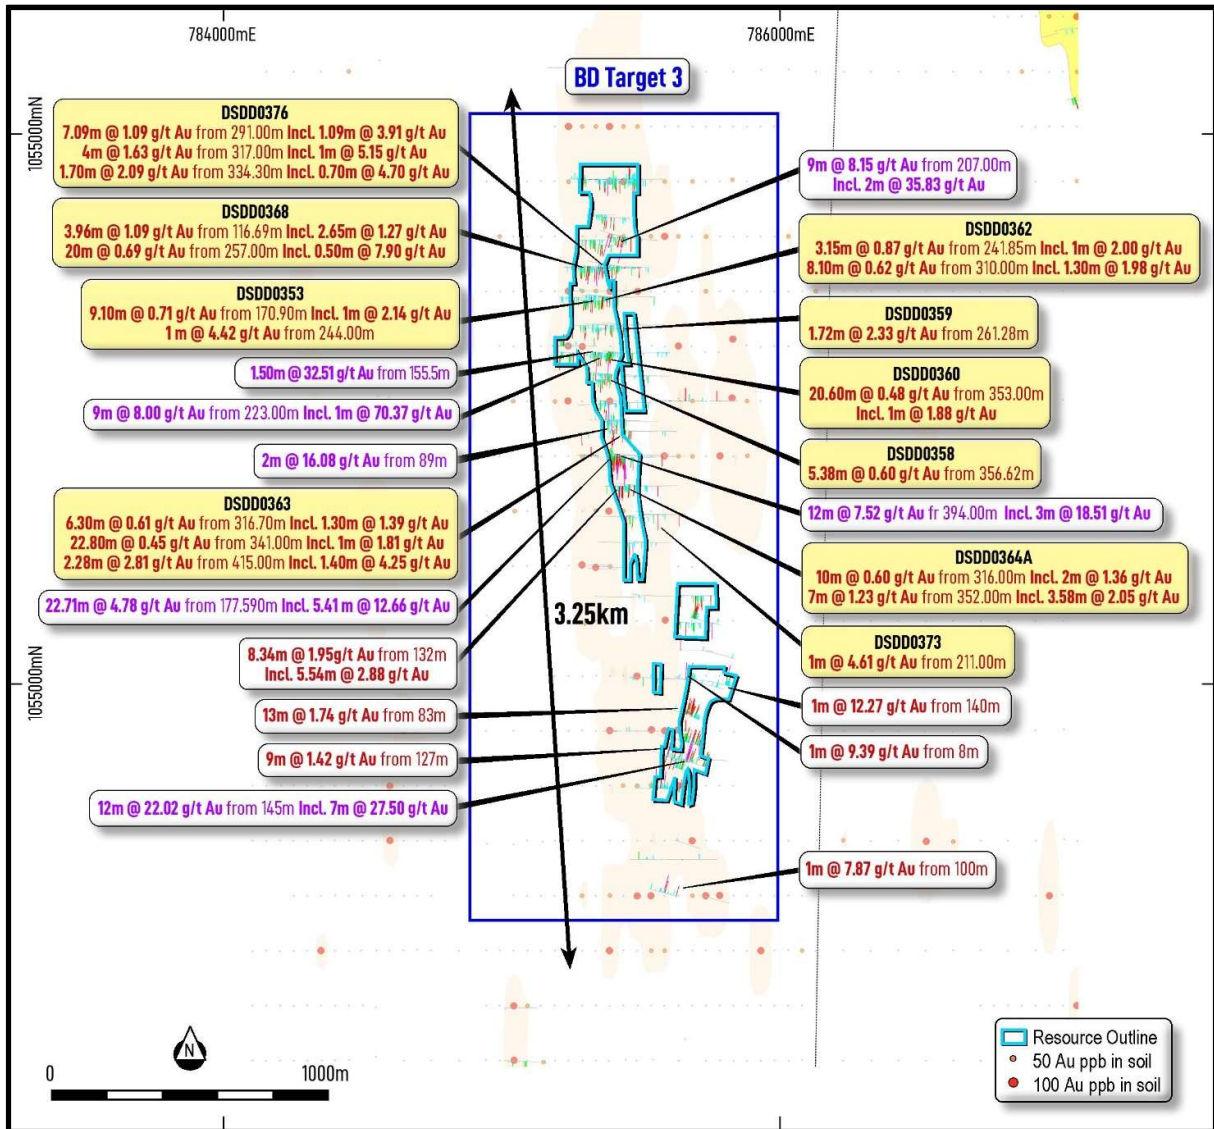 784000mE
786000mE
BD Target 3
1055000mN
1055000mN
DSDD0376
7.09m @ 1.09 g/t Au from 291.00m Incl. 1.09m @ 3.91 g/t Au
4m @ 1.63 g/t Au from 317.00m Incl. 1m @ 5.15 g/t Au
1.70m @ 2.09 g/t Au from 334.30m Incl. 0.70m @ 4.70 g/t Au
DSDD0368
3.96m @ 1.09 g/t Au from 116.69m Incl. 2.65m @ 1.27 g/t Au
20m @ 0.69 g/t Au from 257.00m Incl. 0.50m @ 7.90 g/t Au
DSDD0353
9.10m @ 0.71 g/t Au from 170.90m Incl. 1m @ 2.14 g/t Au
1 m @ 4.42 g/t Au from 244.00m
1.50m @ 32.51 g/t Au from 155.5m
9m @ 8.00 g/t Au from 223.00m Incl. 1m @ 70.37 g/t Au
2m @ 16.08 g/t Au from 89m
DSDD0363
6.30m @ 0.61 g/t Au from 316.70m Incl. 1.30m @ 1.39 g/t Au
22.80m @ 0.45 g/t Au from 341.00m Incl. 1m @ 1.81 g/t Au
2.28m @ 2.81 g/t Au from 415.00m Incl. 1.40m @ 4.25 g/t Au
22.71m @ 4.78 g/t Au from 177.590m Incl. 5.41 m @ 12.66 g/t Au
8.34m @ 1.95g/t Au from 132m
Incl. 5.54m @ 2.88 g/t Au
13m @ 1.74 g/t Au from 83m
9m @ 1.42 g/t Au from 127m
12m @ 22.02 g/t Au from 145m Incl. 7m @ 27.50 g/t Au
3.25km
9m @ 8.15 g/t Au from 207.00m
Incl. 2m @ 35.83 g/t Au
DSDD0362
3.15m @ 0.87 g/t Au from 241.85m Incl. 1m @ 2.00 g/t Au
8.10m @ 0.62 g/t Au from 310.00m Incl. 1.30m @ 1.98 g/t Au
DSDD0359
1.72m @ 2.33 g/t Au from 261.28m
DSDD0360
20.60m @ 0.48 g/t Au from 353.00m
Incl. 1m @ 1.88 g/t Au
DSDD0358
5.38m @ 0.60 g/t Au from 356.62m
12m @ 7.52 g/t Au fr 394.00m Incl. 3m @ 18.51 g/t Au
DSDD0364A
10m @ 0.60 g/t Au from 316.00m Incl. 2m @ 1.36 g/t Au
7m @ 1.23 g/t Au from 352.00m Incl. 3.58m @ 2.05 g/t Au
DSDD0373
1m @ 4.61 g/t Au from 211.00m
1m @ 12.27 g/t Au from 140m
1m @ 9.39 g/t Au from 8m
1m @ 7.87 g/t Au from 100m
N
0
1000m
Resource Outline
50 Au ppb in soil
100 Au ppb in soil